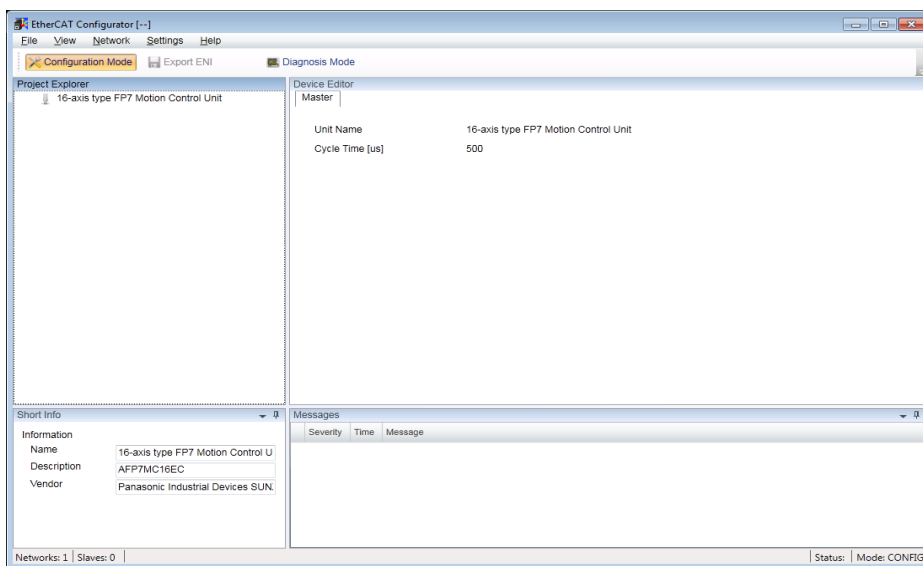 EtherCAT Configurator [--]
File View Network Settings Help
Configuration Mode Export ENI Diagnosis Mode
Project Explorer
16-axis type FP7 Motion Control Unit
Device Editor
Master
Unit Name 16-axis type FP7 Motion Control Unit
Cycle Time [us] 500
Short Info
Information
Name 16-axis type FP7 Motion Control U
Description AFP7MC16EC
Vendor Panasonic Industrial Devices SUN
Messages
Severity Time Message
Networks: 1 Slaves: 0 Status: Mode: CONFIG